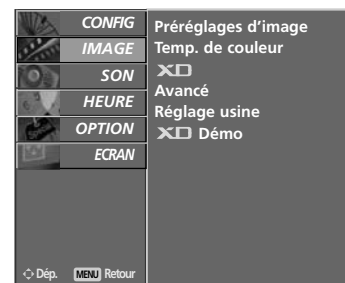 CONFIG
IMAGE
SON
HEURE
OPTION
ECRAN
Préréglages d’image
Temp. de couleur
XD
Avancé
Réglage usine
XD Démo
Dép. MENU Retour